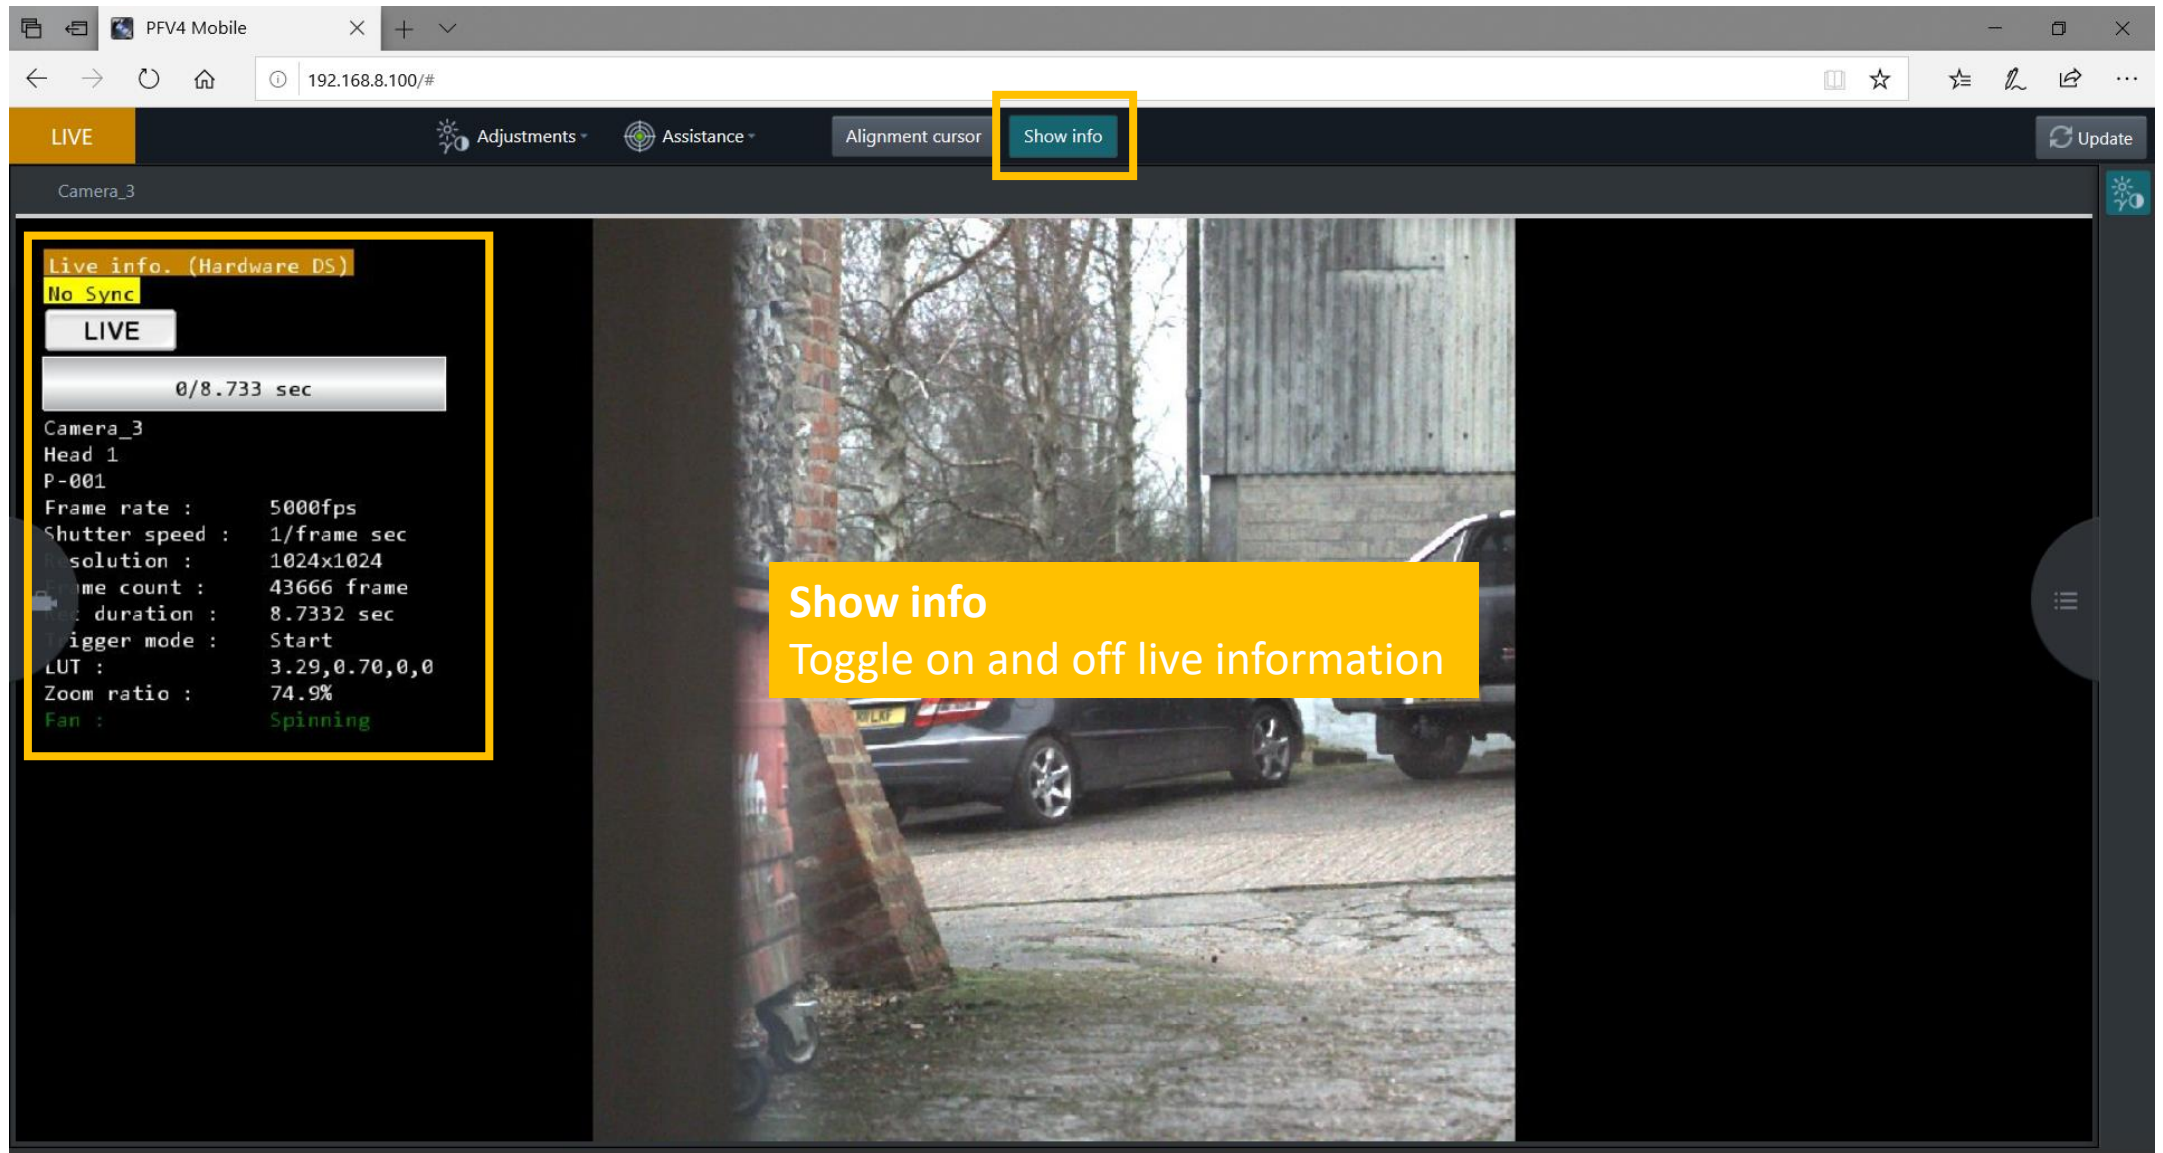 PFV4 Mobile
192.168.8.100/#
LIVE
Adjustments
Assistance
Alignment cursor
Show info
Update
Camera_3
Live info. (Hardware DS)
No Sync
LIVE
0/8.733 sec
Camera_3
Head 1
P-001
Frame rate : 5000fps
Shutter speed : 1/frame sec
esolution : 1024x1024
me count : 43666 frame
duration : 8.7332 sec
igger mode : Start
LUT : 3.29,0.70,0,0
Zoom ratio : 74.9%
Fan : Spinning
Show info
Toggle on and off live information